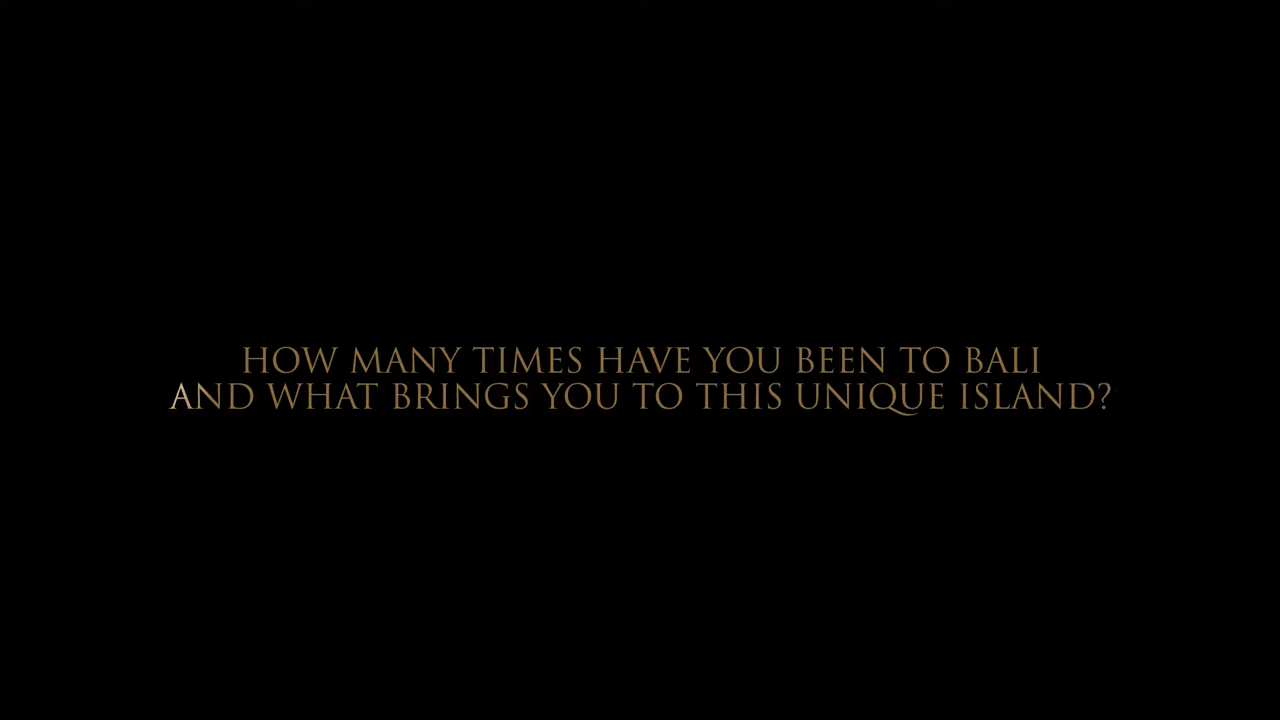 HOW MANY TIMES HAVE YOU BEEN TO BALI
AND WHAT BRINGS YOU TO THIS UNIQUE ISLAND?